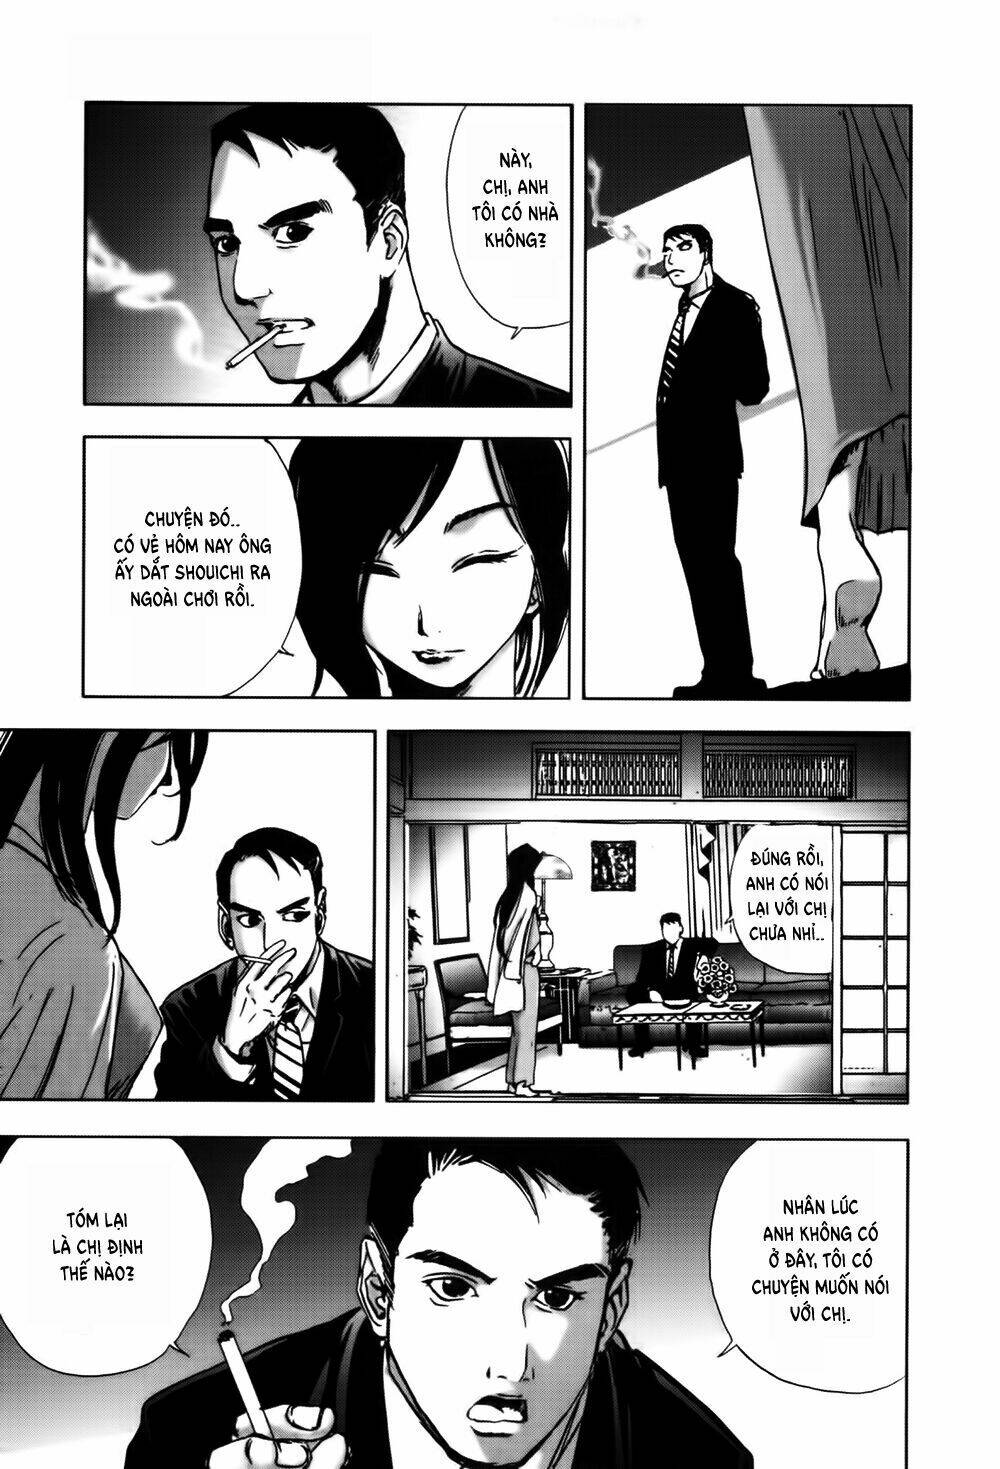 NÀY,
CHỊ, ANH
TÔI CÓ NHÀ
KHÔNG?
CHUYỆN ĐÓ..
CÓ VẺ HÔM NAY ÔNG
ẤY DẮT SHOUICHI RA
NGOÀI CHƠI RỒI.
ĐÚNG RỒI,
ANH CÓ NÓI
LẠI VỚI CHỊ
CHƯA NHỈ..
NHÂN LÚC
ANH KHÔNG CÓ
Ở ĐÂY, TÔI CÓ
CHUYỆN MUỐN NÓI
VỚI CHỊ.
TÓM LẠI
LÀ CHỊ ĐỊNH
THẾ NÀO?